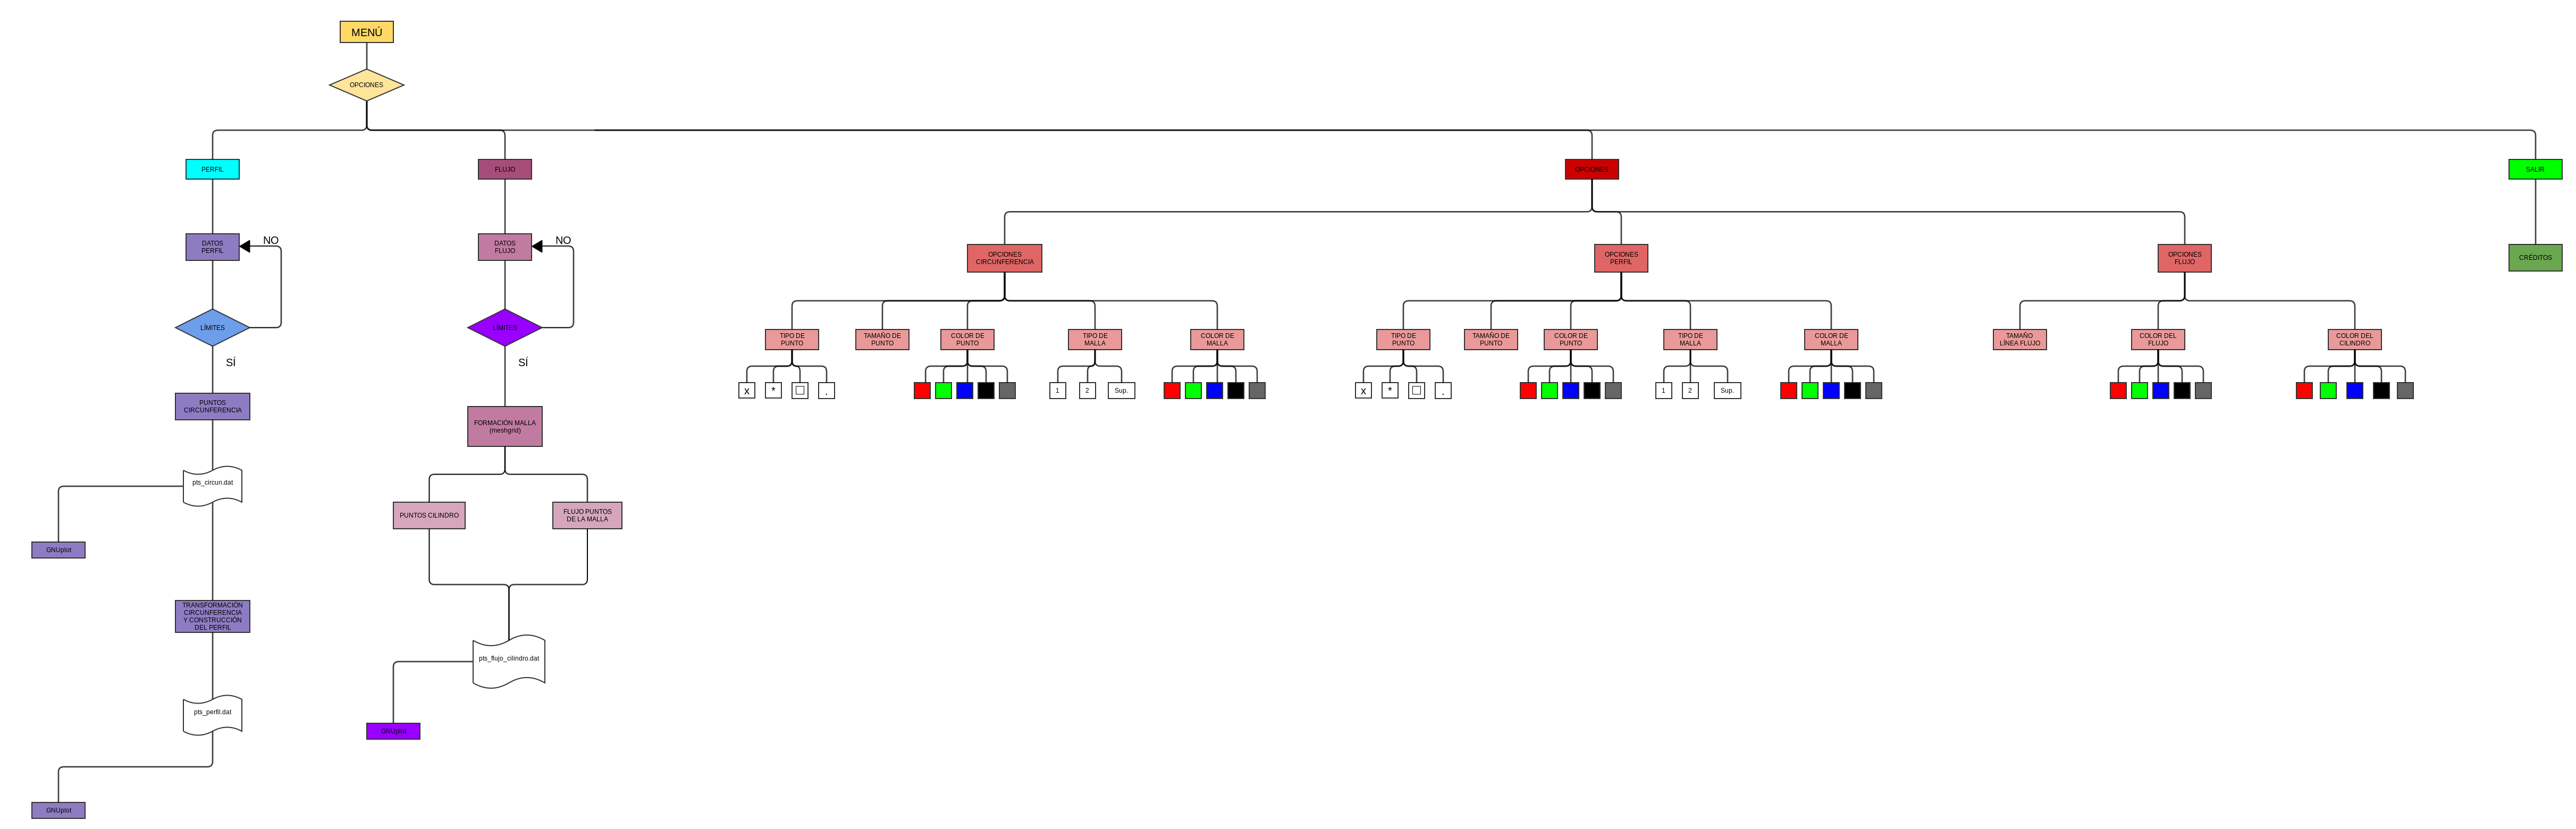 MENÚ
OPCIONES
PERFIL
FLUJO
OPCIONES
SALIR
DATOS
PERFIL
NO
DATOS
FLUJO
NO
OPCIONES
CIRCUNFERENCIA
OPCIONES
PERFIL
OPCIONES
FLUJO
CRÉDITOS
LÍMITES
SÍ
LÍMITES
SÍ
TIPO DE
PUNTO
TAMAÑO DE
PUNTO
COLOR DE
PUNTO
TIPO DE
MALLA
COLOR DE
MALLA
TIPO DE
PUNTO
TAMAÑO DE
PUNTO
COLOR DE
PUNTO
TIPO DE
MALLA
COLOR DE
MALLA
TAMAÑO
LÍNEA FLUJO
COLOR DEL
FLUJO
COLOR DEL
CILINDRO
x
*
□
.
1
2
Sup.
x
*
□
.
1
2
Sup.
PUNTOS
CIRCUNFERENCIA
FORMACIÓN MALLA
(meshgrid)
pts_circun.dat
PUNTOS CILINDRO
FLUJO PUNTOS
DE LA MALLA
GNUplot
TRANSFORMACIÓN
CIRCUNFERENCIA
Y CONSTRUCCIÓN
DEL PERFIL
pts_flujo_cilindro.dat
pts_perfil.dat
GNUplot
GNUplot